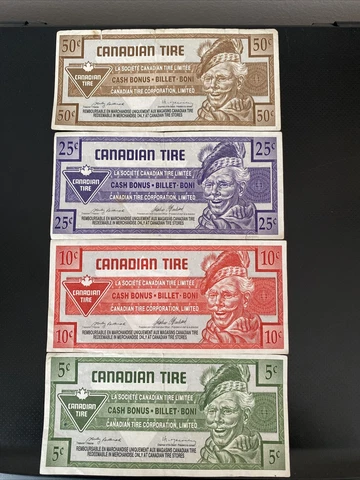 50¢ CANADIAN TIRE 50¢
LA SOCIÉTÉ CANADIAN TIRE LIMITÉE
CANADIAN TIRE
CASH BONUS • BILLET • BONI
CANADIAN TIRE CORPORATION, LIMITED
REMBOURSABLE EN MARCHANDISE UNIQUEMENT AUX MAGASINS CANADIAN TIRE
50¢ REDEEMABLE IN MERCHANDISE ONLY AT CANADIAN TIRE STORES 50¢
25¢ CANADIAN TIRE 25¢
LA SOCIÉTÉ CANADIAN TIRE LIMITÉE
CANADIAN TIRE
CASH BONUS • BILLET • BONI
CANADIAN TIRE CORPORATION, LIMITED
REMBOURSABLE EN MARCHANDISE UNIQUEMENT AUX MAGASINS CANADIAN TIRE
25¢ REDEEMABLE IN MERCHANDISE ONLY AT CANADIAN TIRE STORES 25¢
10¢ CANADIAN TIRE 10¢
LA SOCIÉTÉ CANADIAN TIRE LIMITÉE
CANADIAN TIRE
CASH BONUS • BILLET • BONI
CANADIAN TIRE CORPORATION, LIMITED
REMBOURSABLE EN MARCHANDISE UNIQUEMENT AUX MAGASINS CANADIAN TIRE
10¢ REDEEMABLE IN MERCHANDISE ONLY AT CANADIAN TIRE STORES 10¢
5¢ CANADIAN TIRE 5¢
LA SOCIÉTÉ CANADIAN TIRE LIMITÉE
CANADIAN TIRE
CASH BONUS • BILLET • BONI
CANADIAN TIRE CORPORATION, LIMITED
REMBOURSABLE EN MARCHANDISE UNIQUEMENT AUX MAGASINS CANADIAN TIRE
5¢ REDEEMABLE IN MERCHANDISE ONLY AT CANADIAN TIRE STORES 5¢